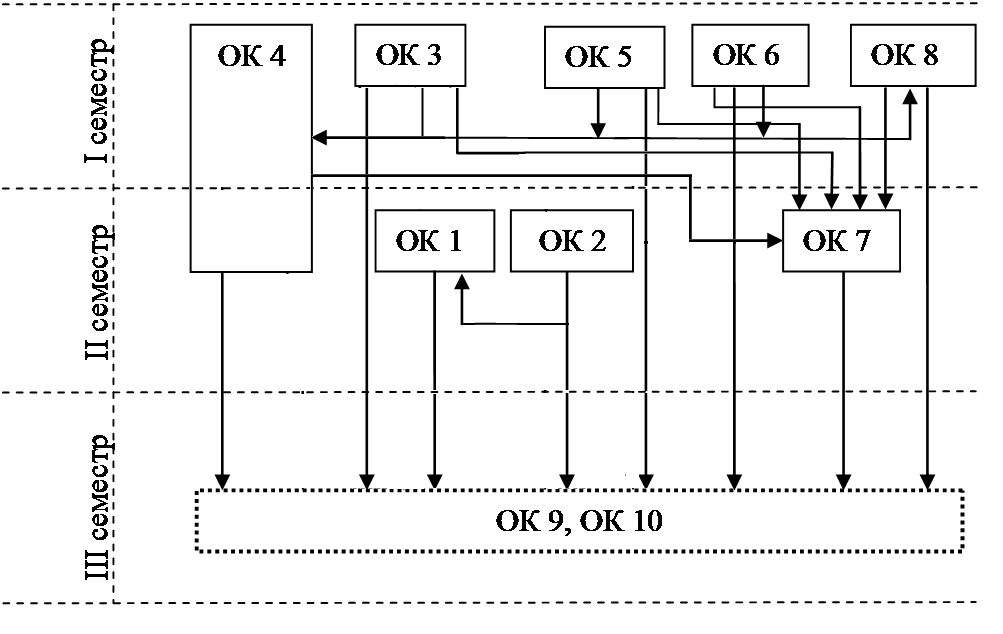 I семестр
ОК 4
ОК 3
ОК 5
ОК 6
ОК 8
II семестр
ОК 1
ОК 2
ОК 7
III семестр
ОК 9, ОК 10